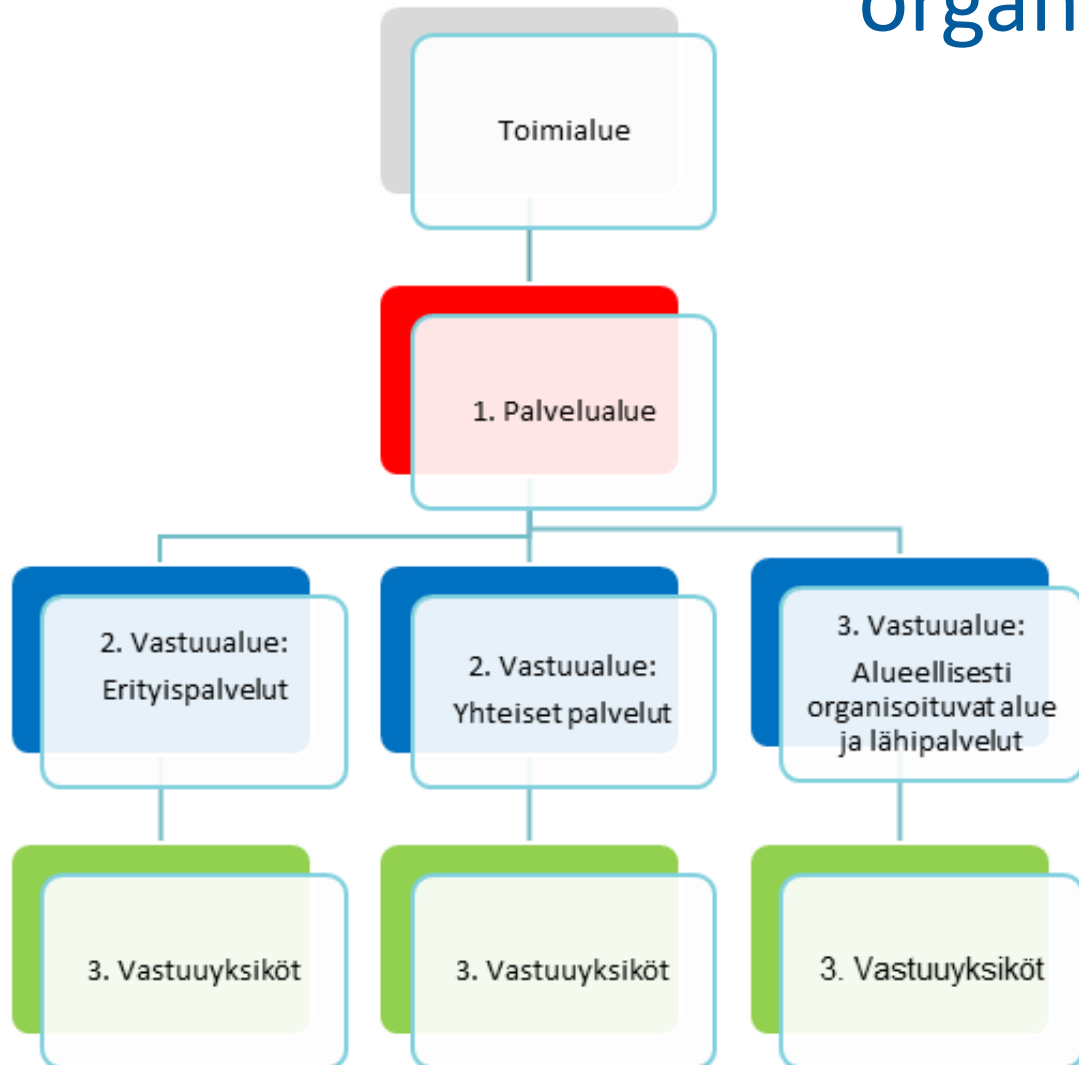 organ
Toimialue
1. Palvelualue
2. Vastuualue:
Erityispalvelut
2. Vastuualue:
Yhteiset palvelut
3. Vastuualue:
Alueellisesti
organisoituvat alue
ja lähipalvelut
3. Vastuuyksiköt
3. Vastuuyksiköt
3. Vastuuyksiköt